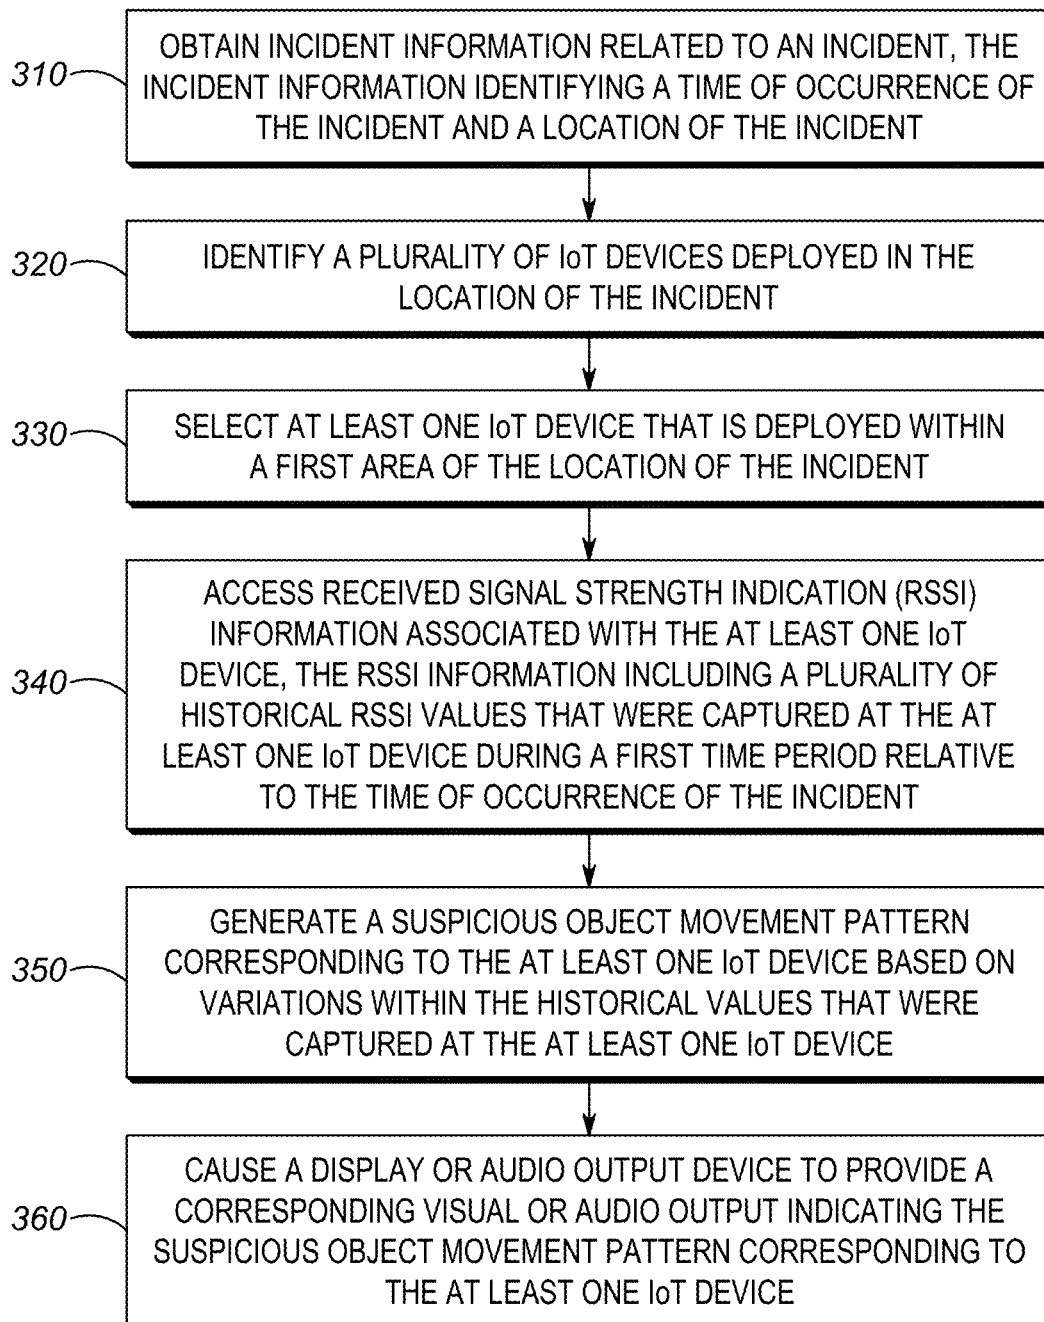 310
OBTAIN INCIDENT INFORMATION RELATED TO AN INCIDENT, THE
INCIDENT INFORMATION IDENTIFYING A TIME OF OCCURRENCE OF
THE INCIDENT AND A LOCATION OF THE INCIDENT
320
IDENTIFY A PLURALITY OF IoT DEVICES DEPLOYED IN THE
LOCATION OF THE INCIDENT
330
SELECT AT LEAST ONE IoT DEVICE THAT IS DEPLOYED WITHIN
A FIRST AREA OF THE LOCATION OF THE INCIDENT
340
ACCESS RECEIVED SIGNAL STRENGTH INDICATION (RSSI)
INFORMATION ASSOCIATED WITH THE AT LEAST ONE IoT
DEVICE, THE RSSI INFORMATION INCLUDING A PLURALITY OF
HISTORICAL RSSI VALUES THAT WERE CAPTURED AT THE AT
LEAST ONE IoT DEVICE DURING A FIRST TIME PERIOD RELATIVE
TO THE TIME OF OCCURRENCE OF THE INCIDENT
350
GENERATE A SUSPICIOUS OBJECT MOVEMENT PATTERN
CORRESPONDING TO THE AT LEAST ONE IoT DEVICE BASED ON
VARIATIONS WITHIN THE HISTORICAL VALUES THAT WERE
CAPTURED AT THE AT LEAST ONE IoT DEVICE
360
CAUSE A DISPLAY OR AUDIO OUTPUT DEVICE TO PROVIDE A
CORRESPONDING VISUAL OR AUDIO OUTPUT INDICATING THE
SUSPICIOUS OBJECT MOVEMENT PATTERN CORRESPONDING TO
THE AT LEAST ONE IoT DEVICE